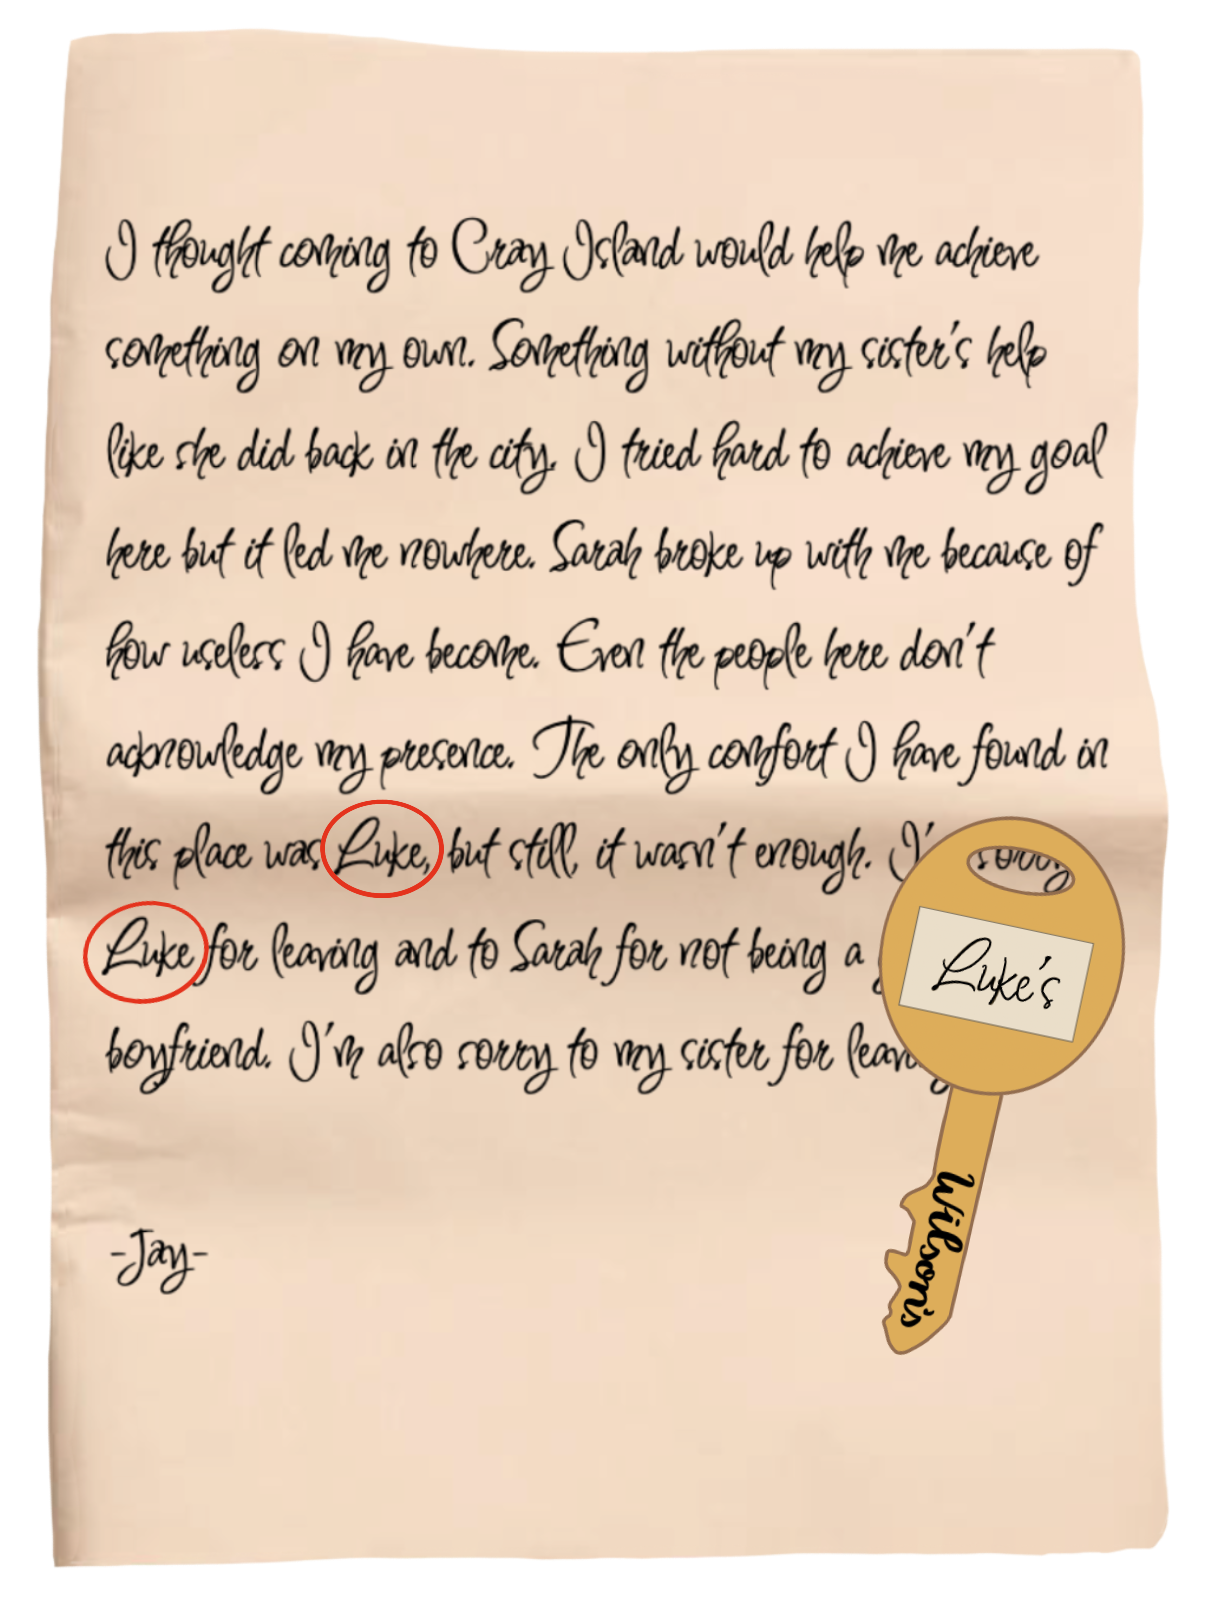 I thought coming to Cray Island would help me achieve
something on my own. Something without my sister's help
like she did back in the city. I tried hard to achieve my goal
here but it led me nowhere. Sarah broke up with me because of
how useless I have become. Even the people here don't
acknowledge my presence. The only comfort I have found in
this place was Luke, but still, it wasn't enough. I' sorry
Luke for leaving and to Sarah for not being a
boyfriend. I'm also sorry to my sister for
-Jay-
Luke's
Wilson's